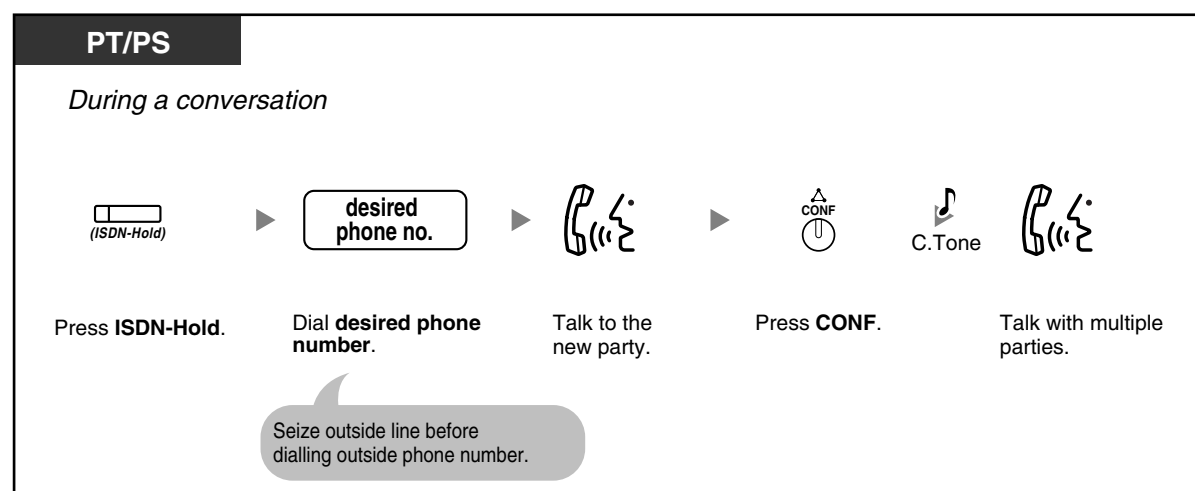 PT/PS
During a conversation
(ISDN-Hold)
desired
phone no.
CONF
C.Tone
Press ISDN-Hold.
Dial desired phone
number.
Talk to the
new party.
Press CONF.
Talk with multiple
parties.
Seize outside line before
dialling outside phone number.